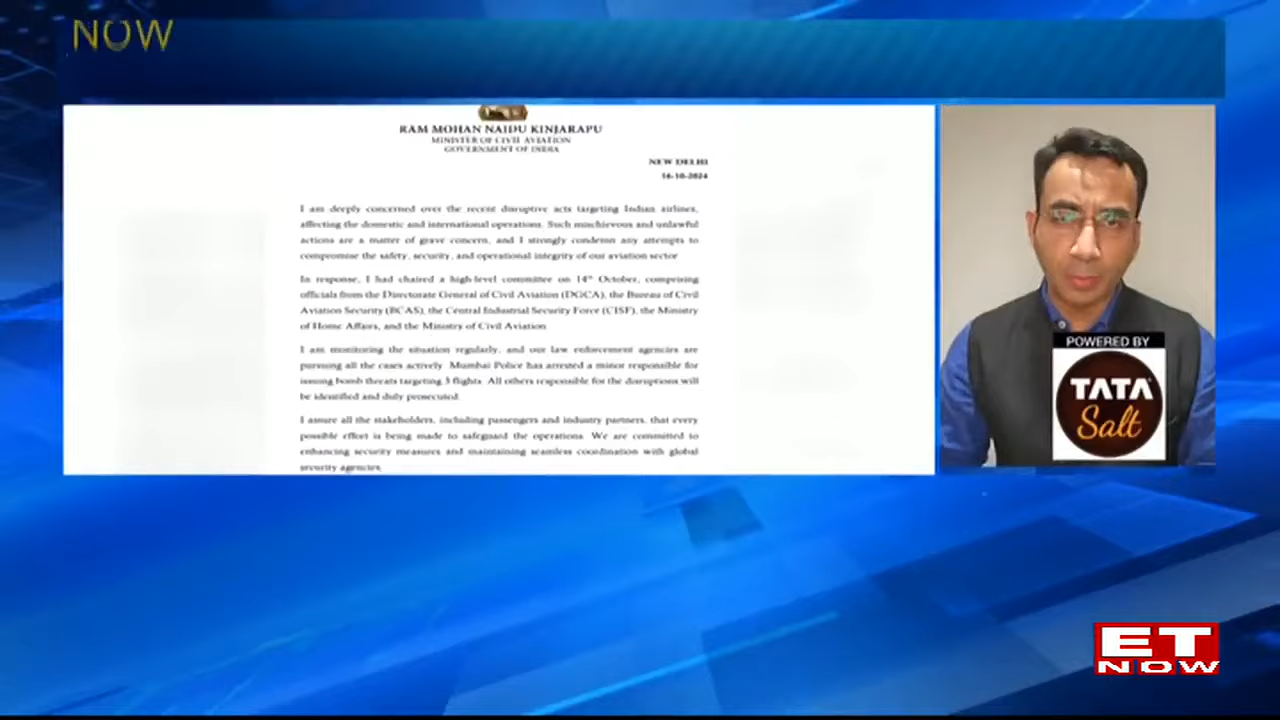 NOW
RAM MOHAN NAIDU KINJARAPU
MINISTER OF CIVIL AVIATION
GOVERNMENT OF INDIA
NEW DELHI
16-10-2024
I am deeply concerned over the recent disruptive acts targeting Indian airlines,
affecting the domestic and international operations. Such mischievous and unlawful
actions are a matter of grave concern, and I strongly condemn any attempts to
compromise the safety, security, and operational integrity of our aviation sector
In response, I had chaired a high-level committee on 14th October, comprising
officials from the Directorate General of Civil Aviation (DGCA), the Bureau of Civil
Aviation Security (BCAS), the Central Industrial Security Force (CISF), the Ministry
of Home Affairs, and the Ministry of Civil Aviation.
I am monitoring the situation regularly, and our law enforcement agencies are
pursuing all the cases actively. Mumbai Police has arrested a minor responsible for
issuing bomb threats targeting 3 flights. All others responsible for the disruptions will
be identified and duly prosecuted.
I assure all the stakeholders, including passengers and industry partners, that every
possible effort is being made to safeguard the operations. We are committed to
enhancing security measures and maintaining seamless coordination with global
security agencies.
POWERED BY
TATA
Salt
ET
NOW